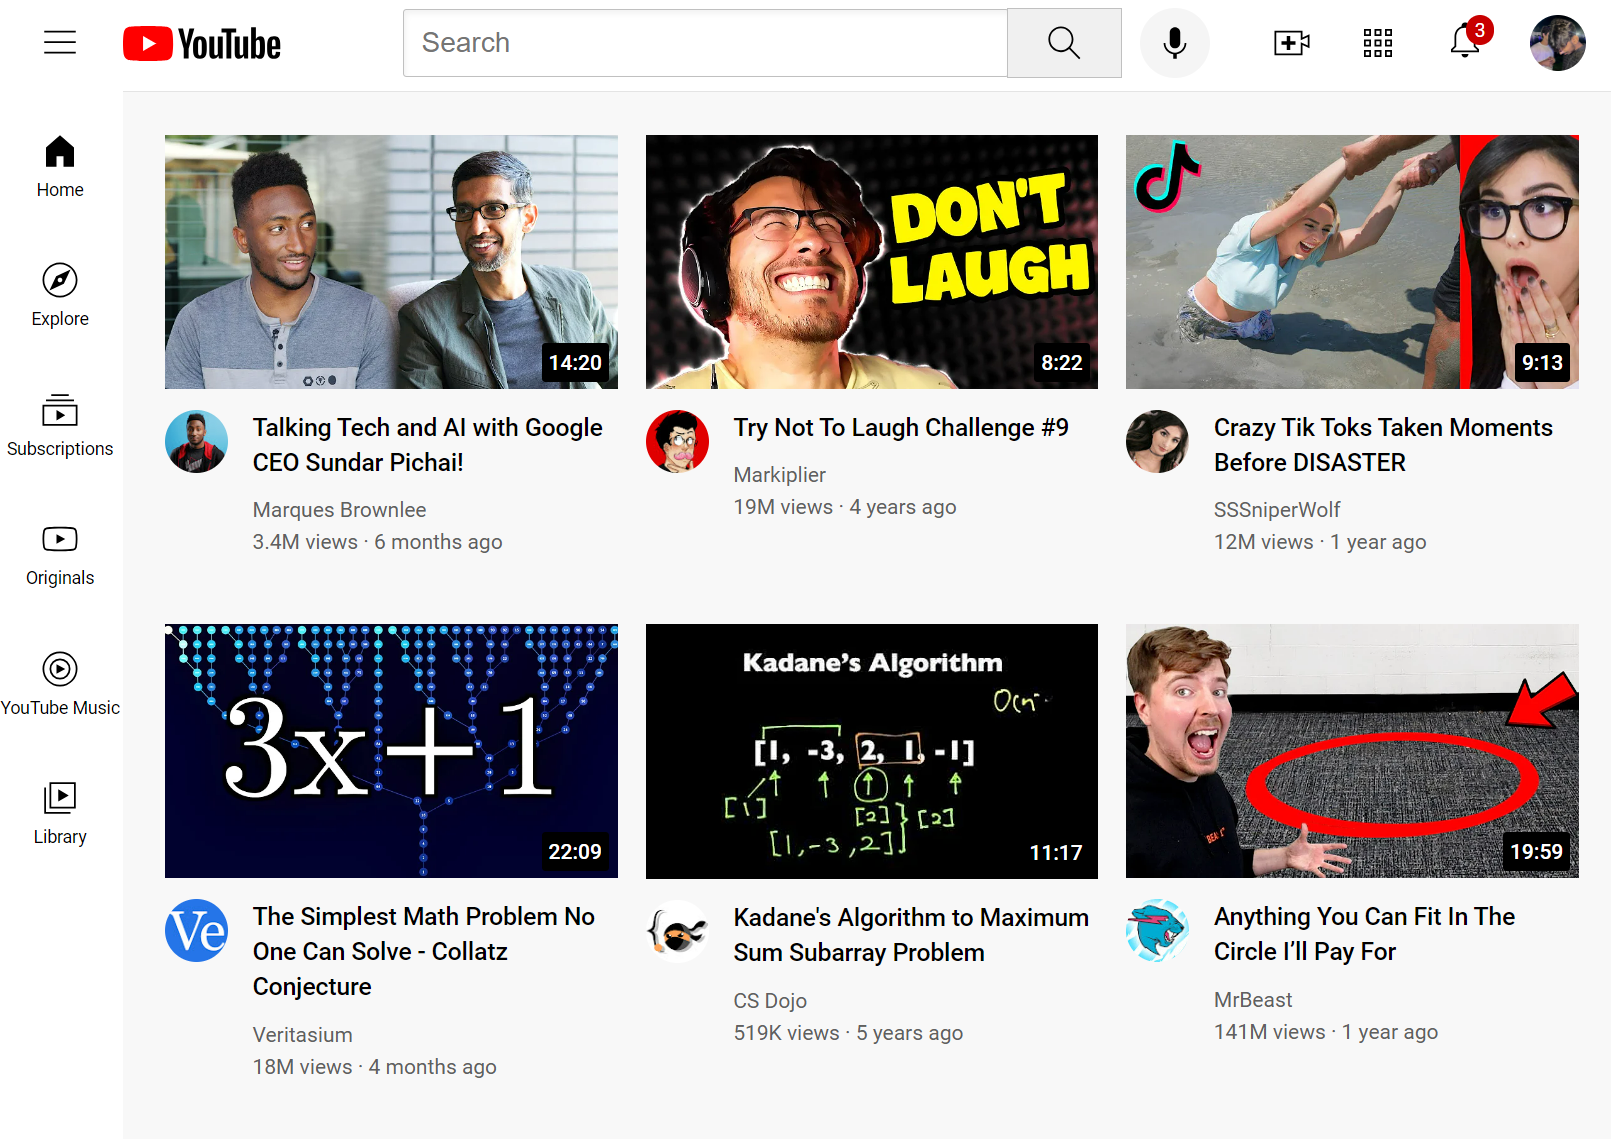 YouTube
Search
3
Home
Explore
Subscriptions
Originals
YouTube Music
Library
14:20
Talking Tech and AI with Google
CEO Sundar Pichai!
Marques Brownlee
3.4M views · 6 months ago
DON'T
LAUGH
8:22
Try Not To Laugh Challenge #9
Markiplier
19M views · 4 years ago
9:13
Crazy Tik Toks Taken Moments
Before DISASTER
SSSniperWolf
12M views · 1 year ago
3x+1
22:09
Ve
The Simplest Math Problem No
One Can Solve - Collatz
Conjecture
Veritasium
18M views · 4 months ago
Kadane's Algorithm
[1, -3, 2, 1, -1]
[1]
[2]
[2]
[1,-3,2]
11:17
Kadane's Algorithm to Maximum
Sum Subarray Problem
CS Dojo
519K views · 5 years ago
19:59
Anything You Can Fit In The
Circle I’ll Pay For
MrBeast
141M views · 1 year ago